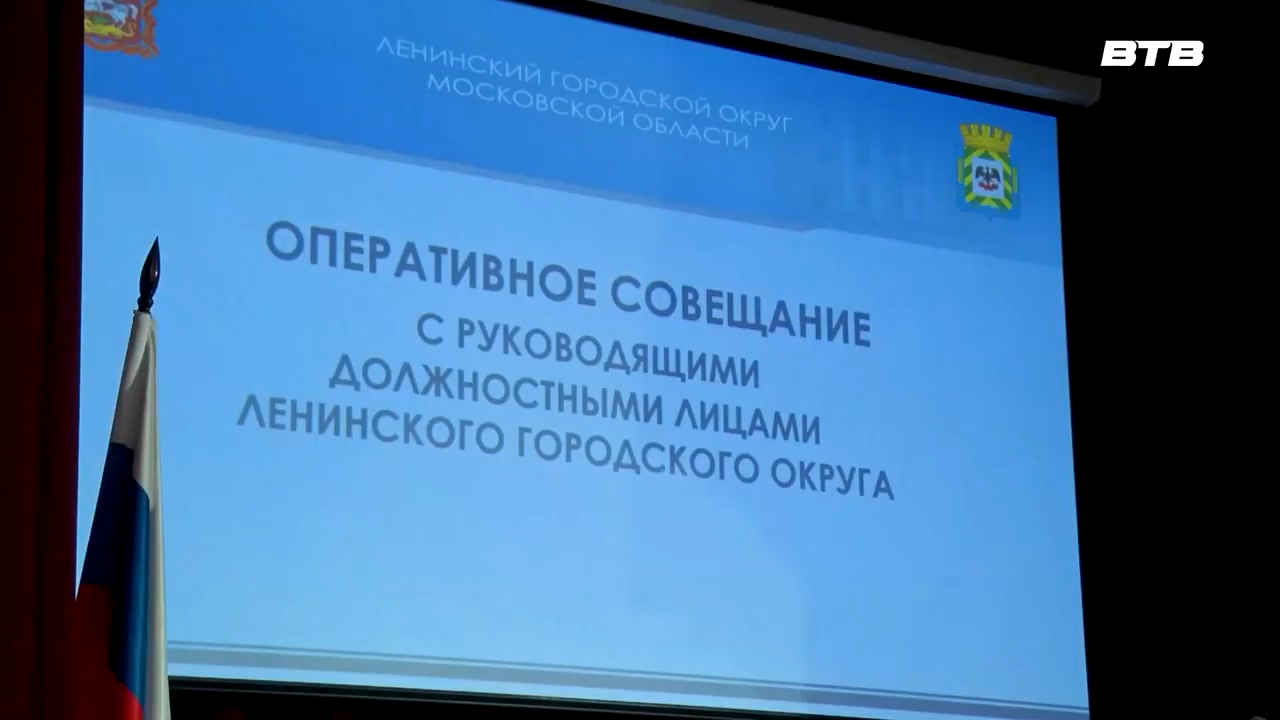 ВТВ
ЛЕНИНСКИЙ ГОРОДСКОЙ ОКРУГ
МОСКОВСКОЙ ОБЛАСТИ
ОПЕРАТИВНОЕ СОВЕЩАНИЕ
С РУКОВОДЯЩИМИ
ДОЛЖНОСТНЫМИ ЛИЦАМИ
ЛЕНИНСКОГО ГОРОДСКОГО ОКРУГА